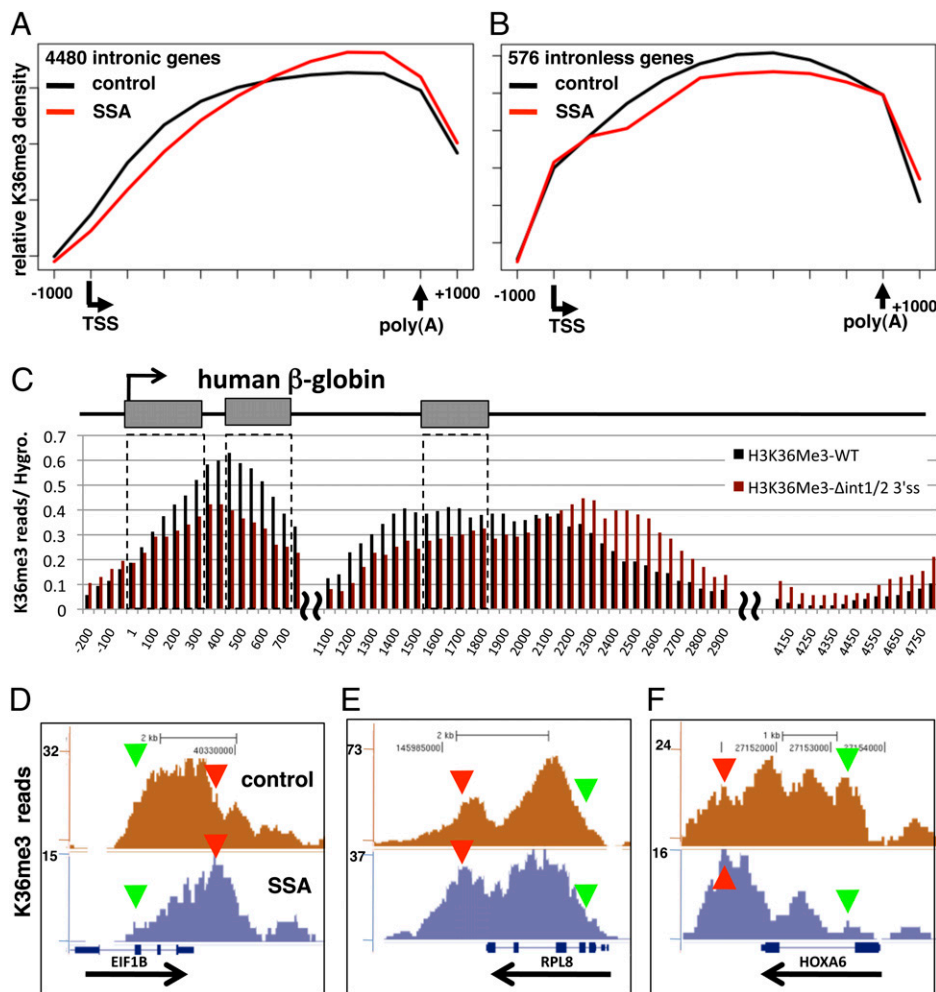 A
4480 intronic genes
control
SSA
relative K36me3 density
-1000
TSS
poly(A)
+1000
B
576 intronless genes
control
SSA
-1000
TSS
poly(A)
+1000
C
human β-globin
K36me3 reads/ Hygro.
0.7
0.6
0.5
0.4
0.3
0.2
0.1
0
H3K36Me3-WT
H3K36Me3-Δint1/2 3'ss
-200 -100 1 100 200 300 400 500 600 700 1100 1200 1300 1400 1500 1600 1700 1800 1900 2000 2100 2200 2300 2400 2500 2600 2700 2800 2900 4150 4250 4350 4450 4550 4650 4750
D
K36me3 reads
2 kb
40330000
32
control
15
SSA
EIF1B
E
2 kb
145985000
73
37
RPL8
F
1 kb
27152000 27153000 27154000
24
16
HOXA6